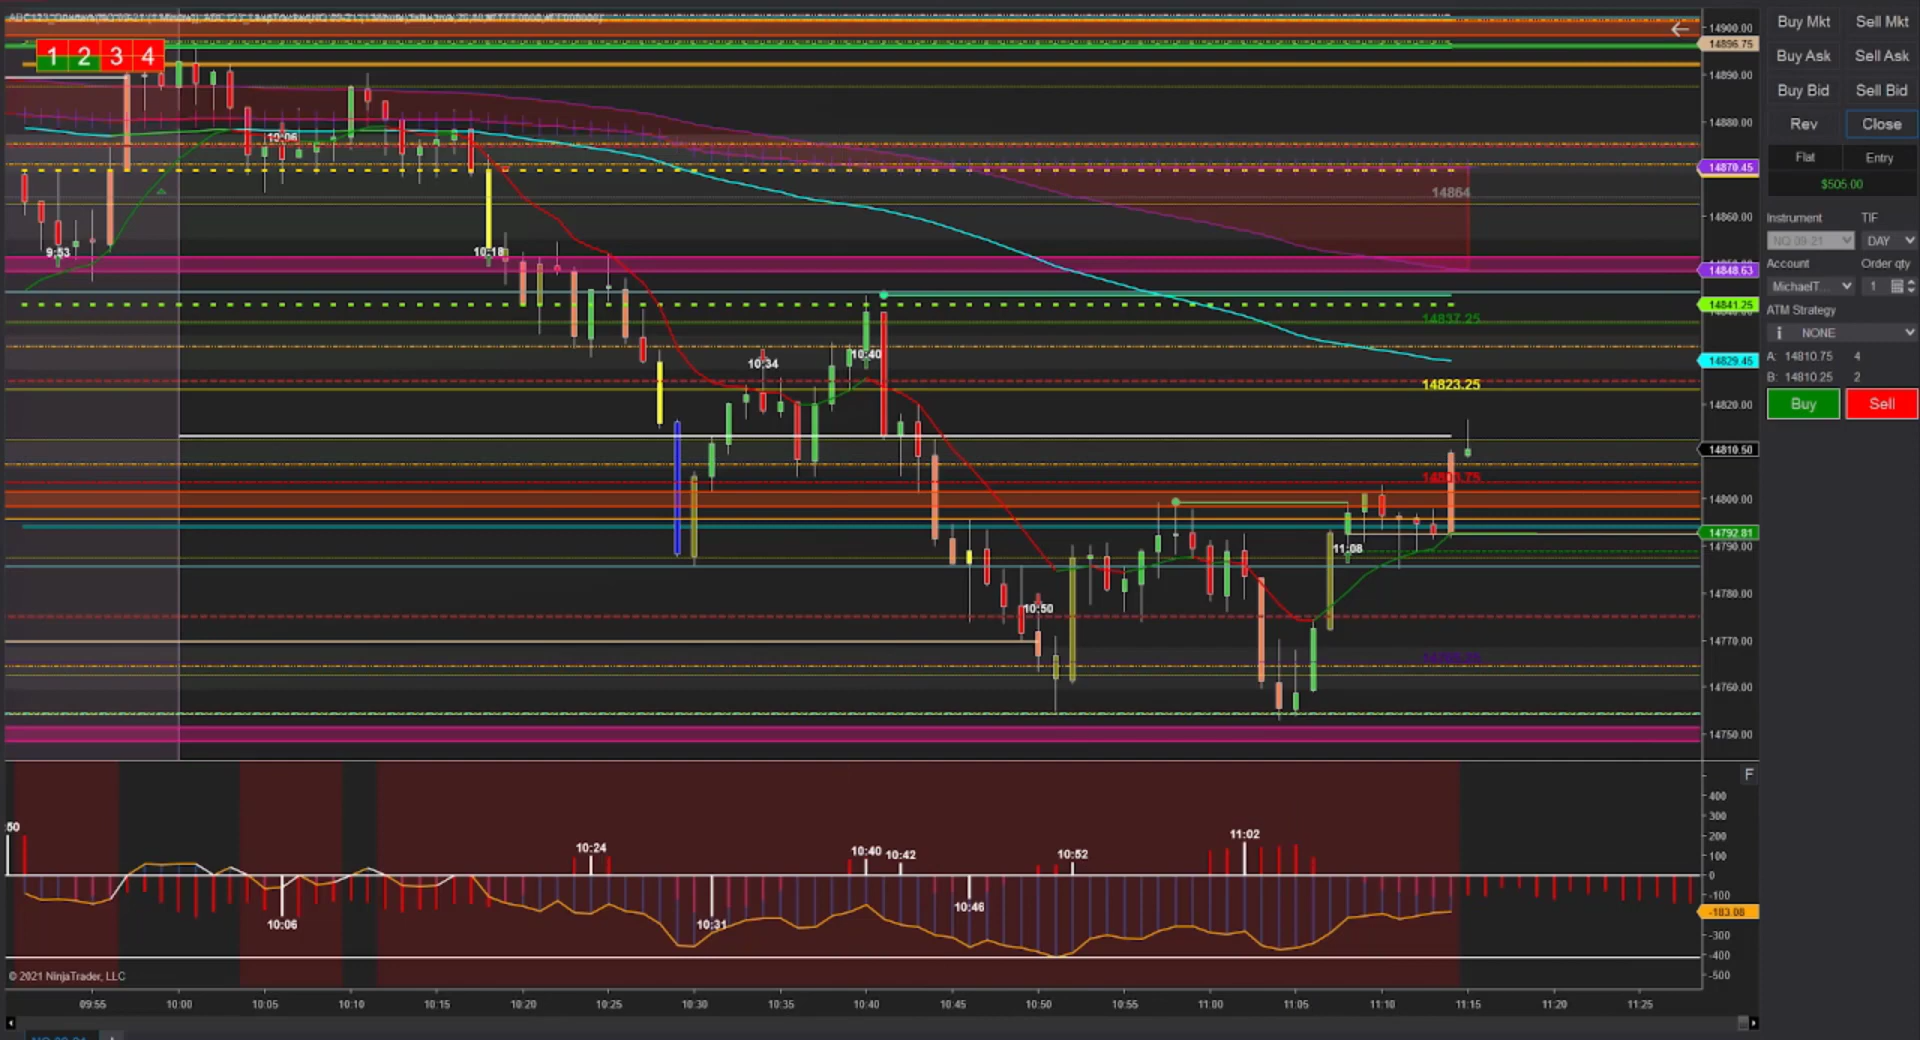 1 2 3 4
14900.00
14896.75
14890.00
14880.00
14870.45
14864
14860.00
14848.63
14841.25
14837.25
14829.45
14823.25
14820.00
14810.50
14800.00
14792.81
14790.00
14780.00
14770.00
14760.00
14750.00
9:53
10:06
10:18
10:34
10:40
10:50
11:08
F
:50
10:06
10:24
10:31
10:40
10:42
10:46
10:52
11:02
400
300
200
100
0
-100
-183.08
-300
-400
-500
© 2021 NinjaTrader, LLC
09:55 10:00 10:05 10:10 10:15 10:20 10:25 10:30 10:35 10:40 10:45 10:50 10:55 11:00 11:05 11:10 11:15 11:20 11:25
Buy Mkt Sell Mkt
Buy Ask Sell Ask
Buy Bid Sell Bid
Rev Close
Flat Entry
$505.00
Instrument TIF
NQ 09-21 DAY
Account Order qty
MichaelT... 1
ATM Strategy
NONE
A: 14810.75 4
B: 14810.25 2
Buy Sell